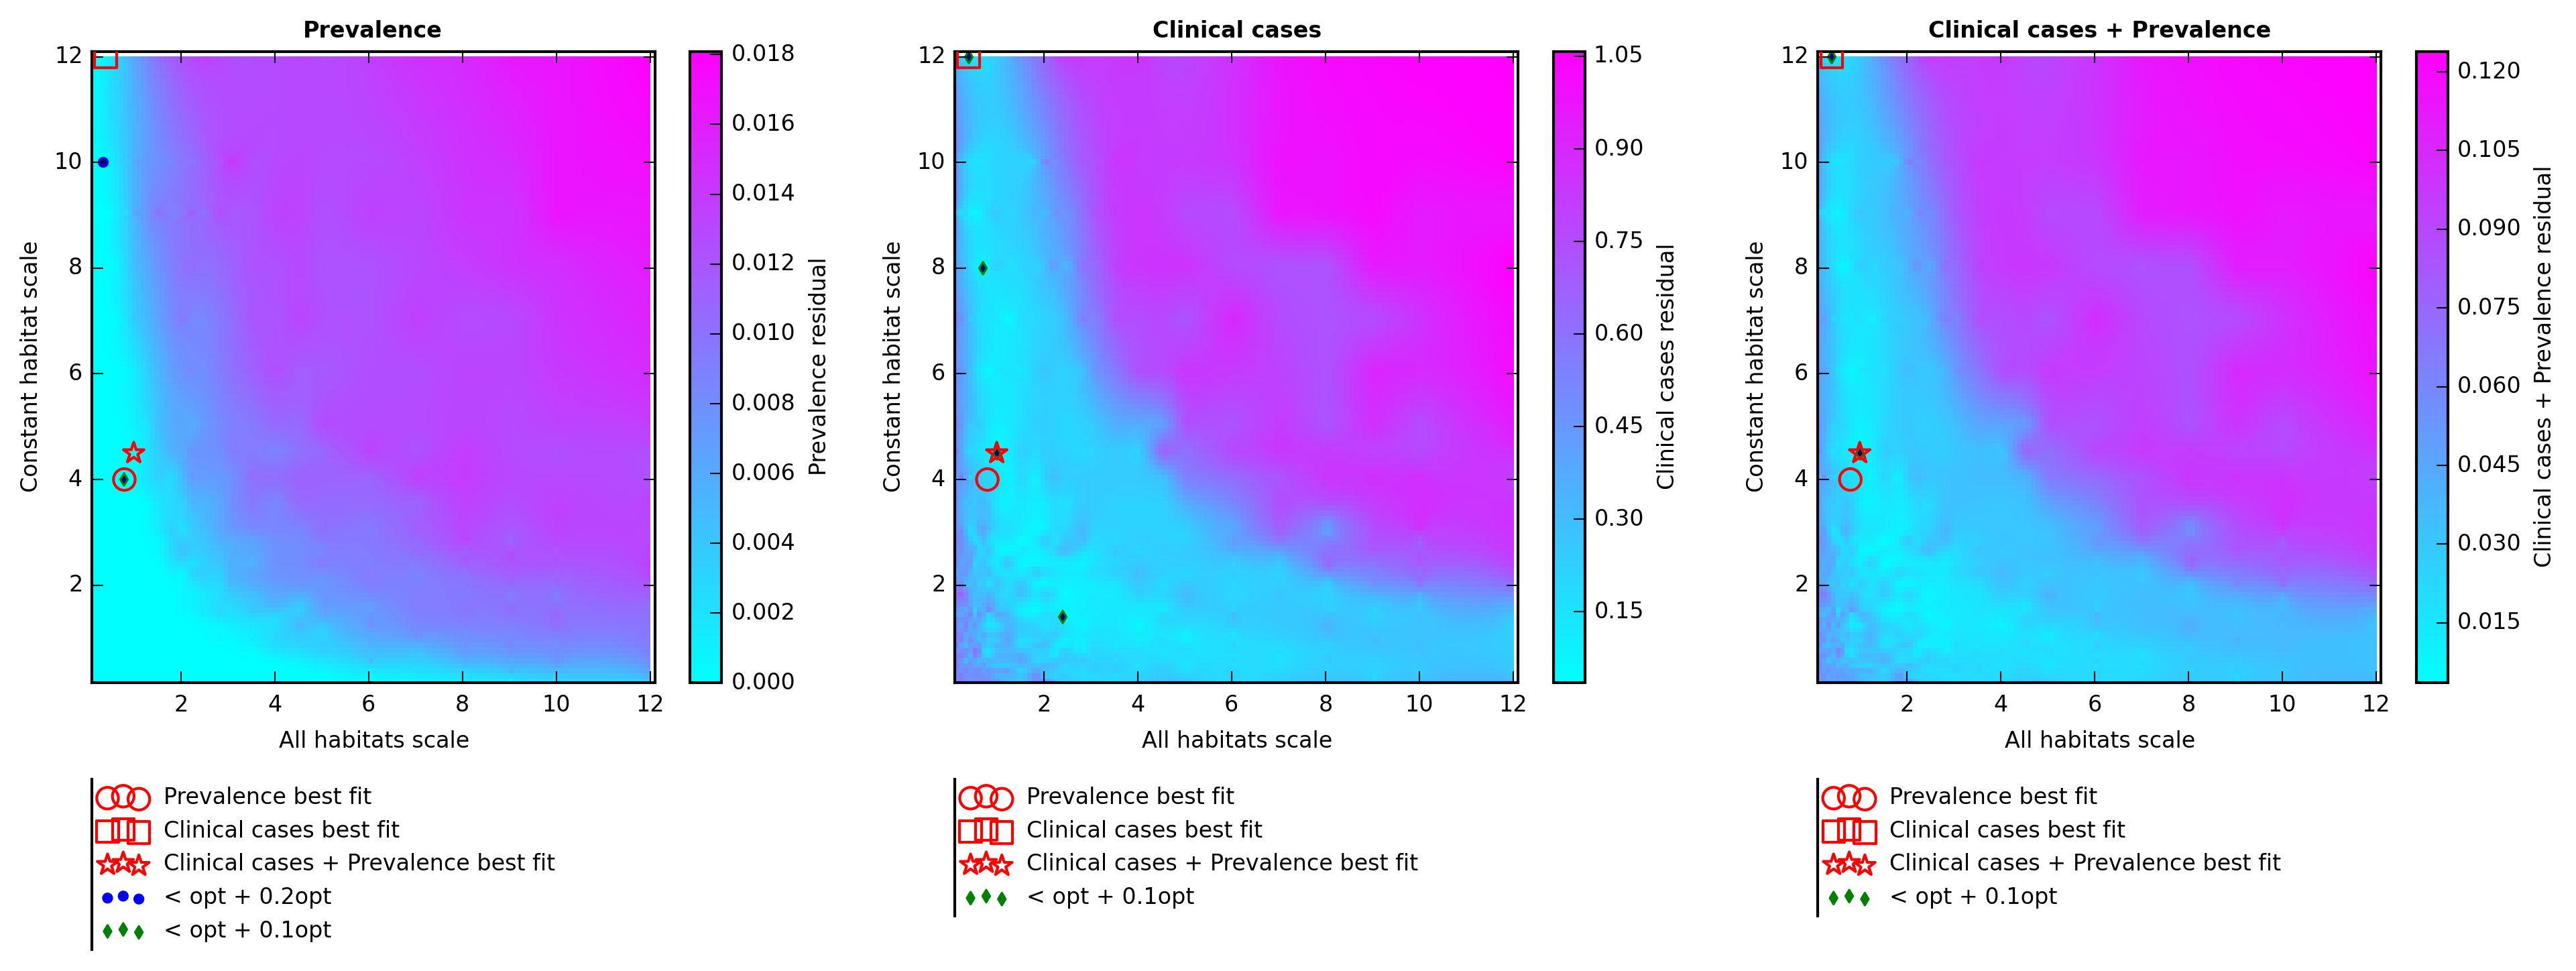 Prevalence
Clinical cases
Clinical cases + Prevalence
12
10
8
6
4
2
Constant habitat scale
2 4 6 8 10 12
All habitats scale
0.018
0.016
0.014
0.012
0.010
0.008
0.006
0.004
0.002
0.000
Prevalence residual
12
10
8
6
4
2
Constant habitat scale
2 4 6 8 10 12
All habitats scale
1.05
0.90
0.75
0.60
0.45
0.30
0.15
Clinical cases residual
12
10
8
6
4
2
Constant habitat scale
2 4 6 8 10 12
All habitats scale
0.120
0.105
0.090
0.075
0.060
0.045
0.030
0.015
Clinical cases + Prevalence residual
Prevalence best fit
Clinical cases best fit
Clinical cases + Prevalence best fit
< opt + 0.2opt
< opt + 0.1opt
Prevalence best fit
Clinical cases best fit
Clinical cases + Prevalence best fit
< opt + 0.1opt
Prevalence best fit
Clinical cases best fit
Clinical cases + Prevalence best fit
< opt + 0.1opt